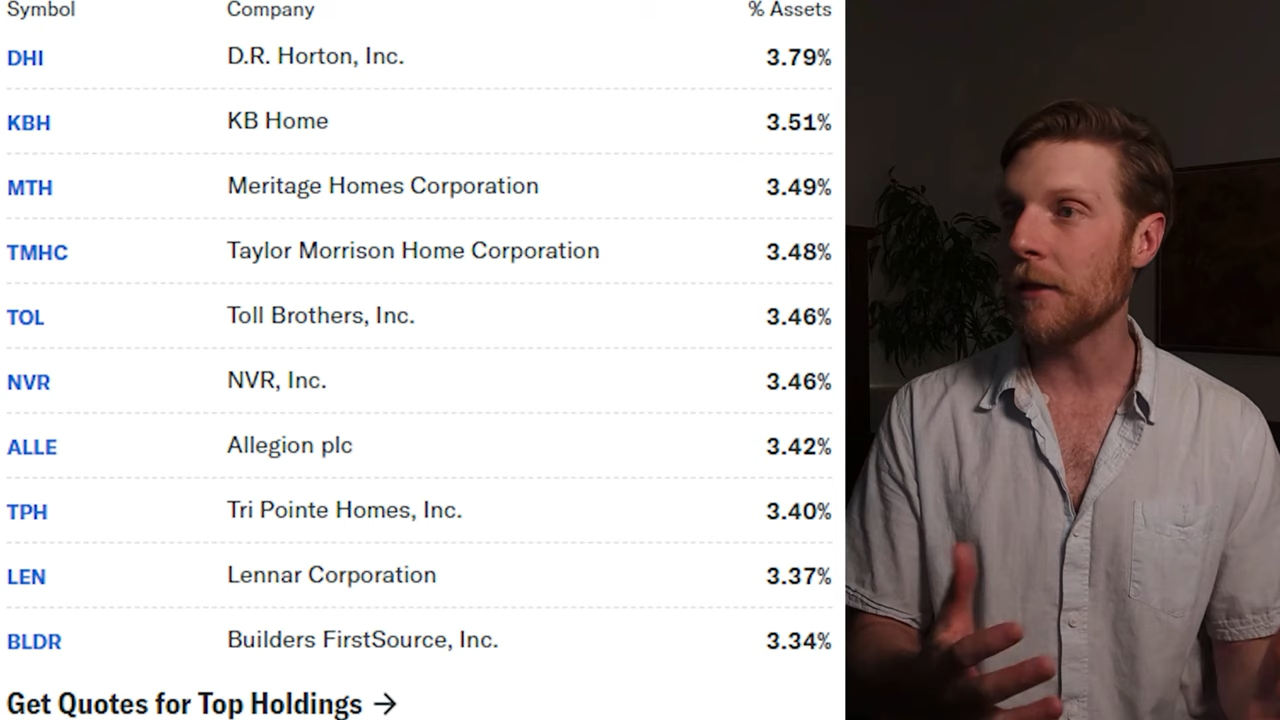 Symbol Company % Assets
DHI D.R. Horton, Inc. 3.79%
KBH KB Home 3.51%
MTH Meritage Homes Corporation 3.49%
TMHC Taylor Morrison Home Corporation 3.48%
TOL Toll Brothers, Inc. 3.46%
NVR NVR, Inc. 3.46%
ALLE Allegion plc 3.42%
TPH Tri Pointe Homes, Inc. 3.40%
LEN Lennar Corporation 3.37%
BLDR Builders FirstSource, Inc. 3.34%
Get Quotes for Top Holdings →